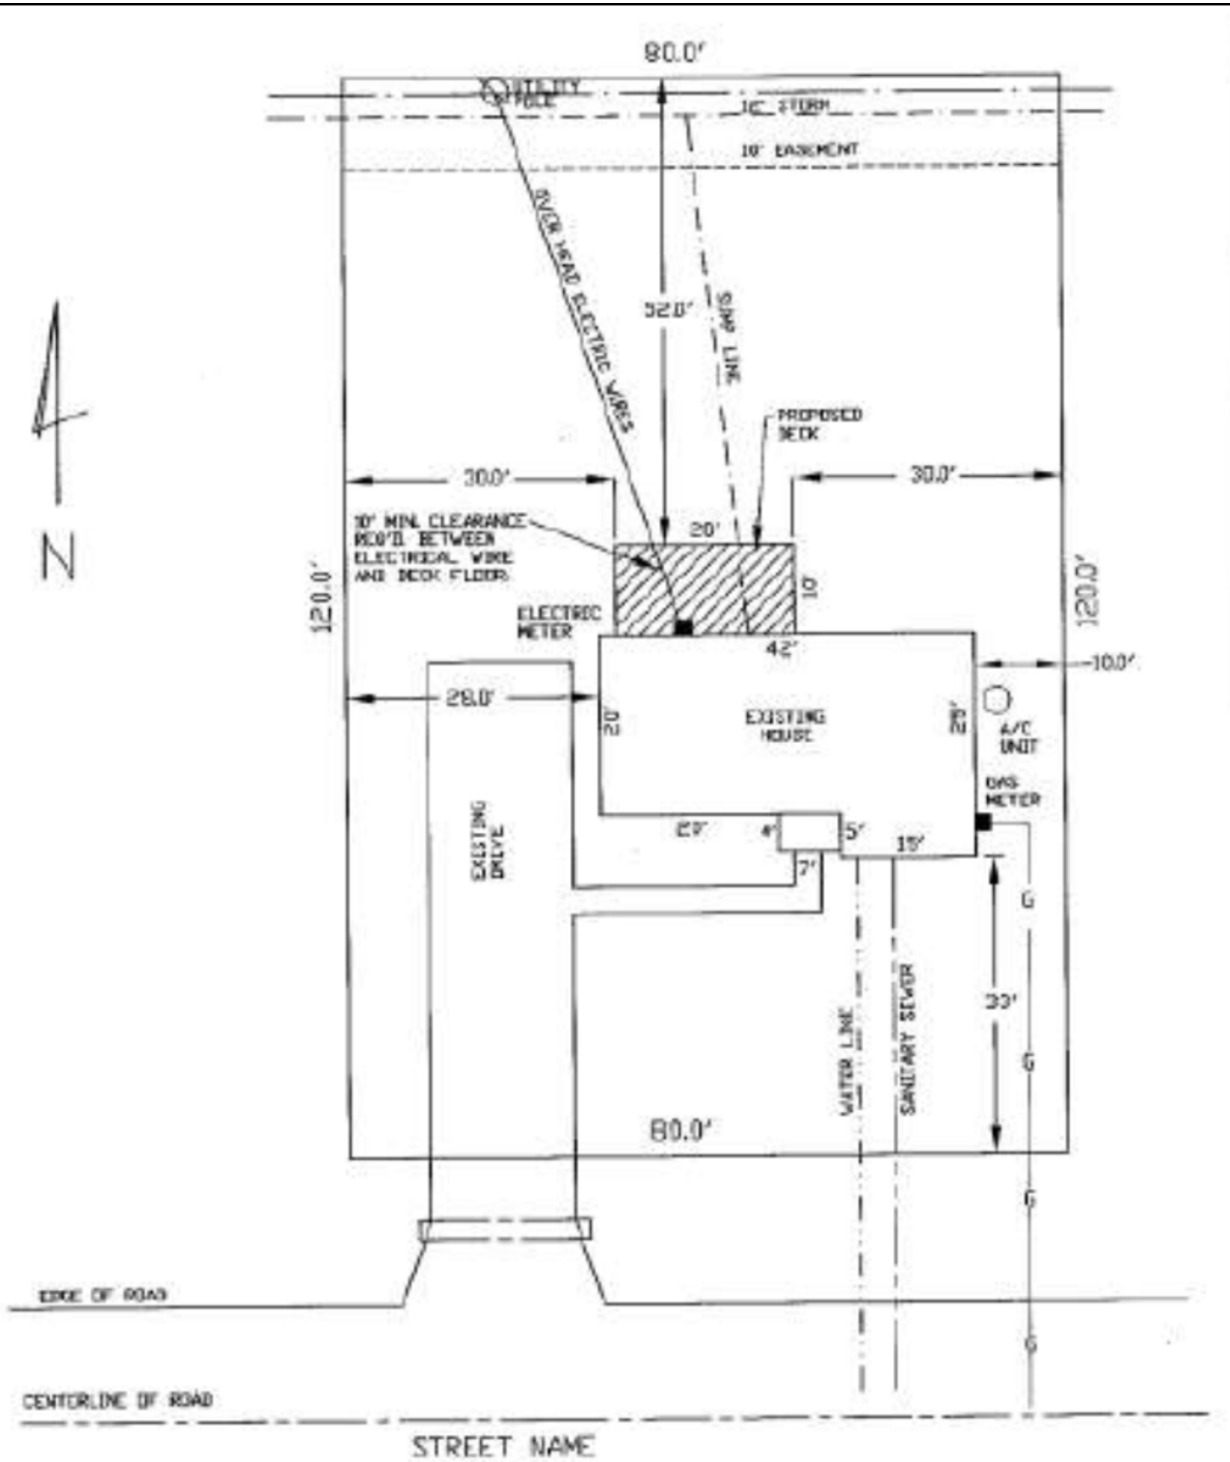 80.0'
UTILITY
POLE
12" STORM
10' EASEMENT
OVER HEAD ELECTRIC WIRES
52.0'
SUMP LINE
PROPOSED
DECK
30.0'
30.0'
10' MIN. CLEARANCE
REQ'D. BETWEEN
ELECTRICAL WIRE
AND DECK FLOOR.
20'
10'
N
120.0'
120.0'
ELECTRIC
METER
42'
10.0'
28.0'
20'
EXISTING
HOUSE
25'
A/C
UNIT
GAS
METER
EXISTING
DRIVE
4'
5'
15'
7'
G
33'
WATER LINE
SANITARY SEWER
G
80.0'
G
EDGE OF ROAD
G
CENTERLINE OF ROAD
STREET NAME